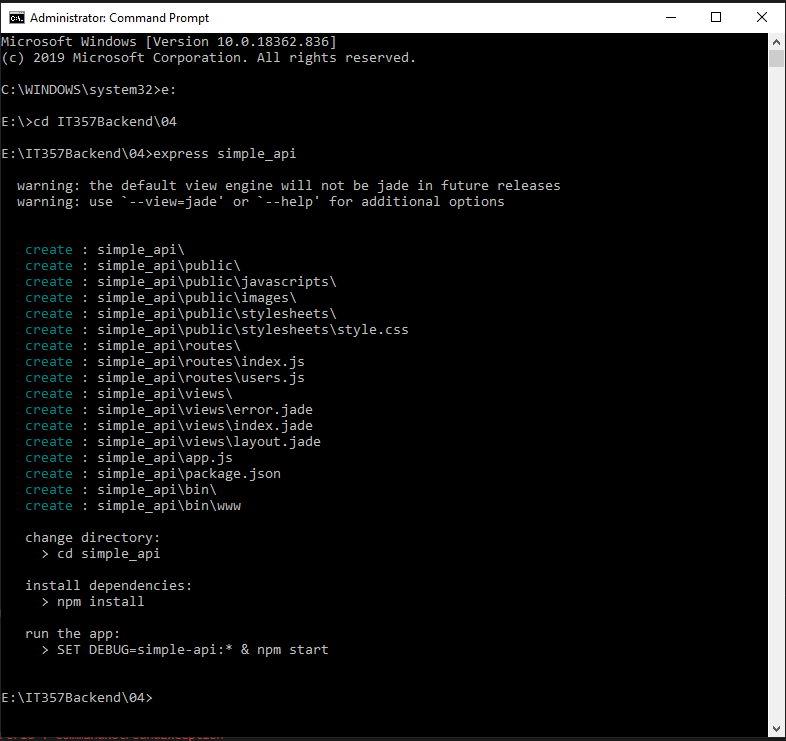 Administrator: Command Prompt
Microsoft Windows [Version 10.0.18362.836]
(c) 2019 Microsoft Corporation. All rights reserved.
C:\WINDOWS\system32>e:
E:\>cd IT357Backend\04
E:\IT357Backend\04>express simple_api
warning: the default view engine will not be jade in future releases
warning: use `--view=jade' or `--help' for additional options
create : simple_api\
create : simple_api\public\
create : simple_api\public\javascripts\
create : simple_api\public\images\
create : simple_api\public\stylesheets\
create : simple_api\public\stylesheets\style.css
create : simple_api\routes\
create : simple_api\routes\index.js
create : simple_api\routes\users.js
create : simple_api\views\
create : simple_api\views\error.jade
create : simple_api\views\index.jade
create : simple_api\views\layout.jade
create : simple_api\app.js
create : simple_api\package.json
create : simple_api\bin\
create : simple_api\bin\www
change directory:
> cd simple_api
install dependencies:
> npm install
run the app:
> SET DEBUG=simple-api:* & npm start
E:\IT357Backend\04>